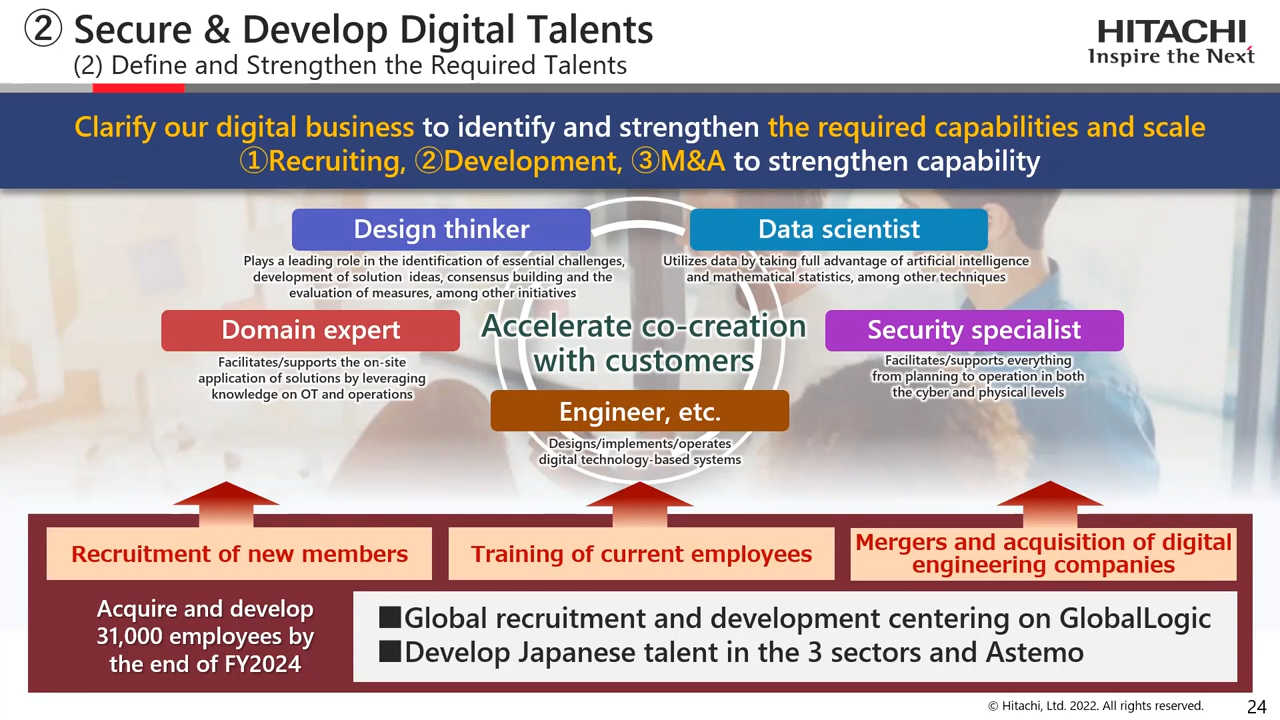 ② Secure & Develop Digital Talents
(2) Define and Strengthen the Required Talents
HITACHI
Inspire the Next
Clarify our digital business to identify and strengthen the required capabilities and scale
①Recruiting, ②Development, ③M&A to strengthen capability
Design thinker
Plays a leading role in the identification of essential challenges,
development of solution ideas, consensus building and the
evaluation of measures, among other initiatives
Data scientist
Utilizes data by taking full advantage of artificial intelligence
and mathematical statistics, among other techniques
Domain expert
Facilitates/supports the on-site
application of solutions by leveraging
knowledge on OT and operations
Accelerate co-creation
with customers
Security specialist
Facilitates/supports everything
from planning to operation in both
the cyber and physical levels
Engineer, etc.
Designs/implements/operates
digital technology-based systems
Recruitment of new members
Training of current employees
Mergers and acquisition of digital
engineering companies
Acquire and develop
31,000 employees by
the end of FY2024
■Global recruitment and development centering on GlobalLogic
■Develop Japanese talent in the 3 sectors and Astemo
© Hitachi, Ltd. 2022. All rights reserved.
24